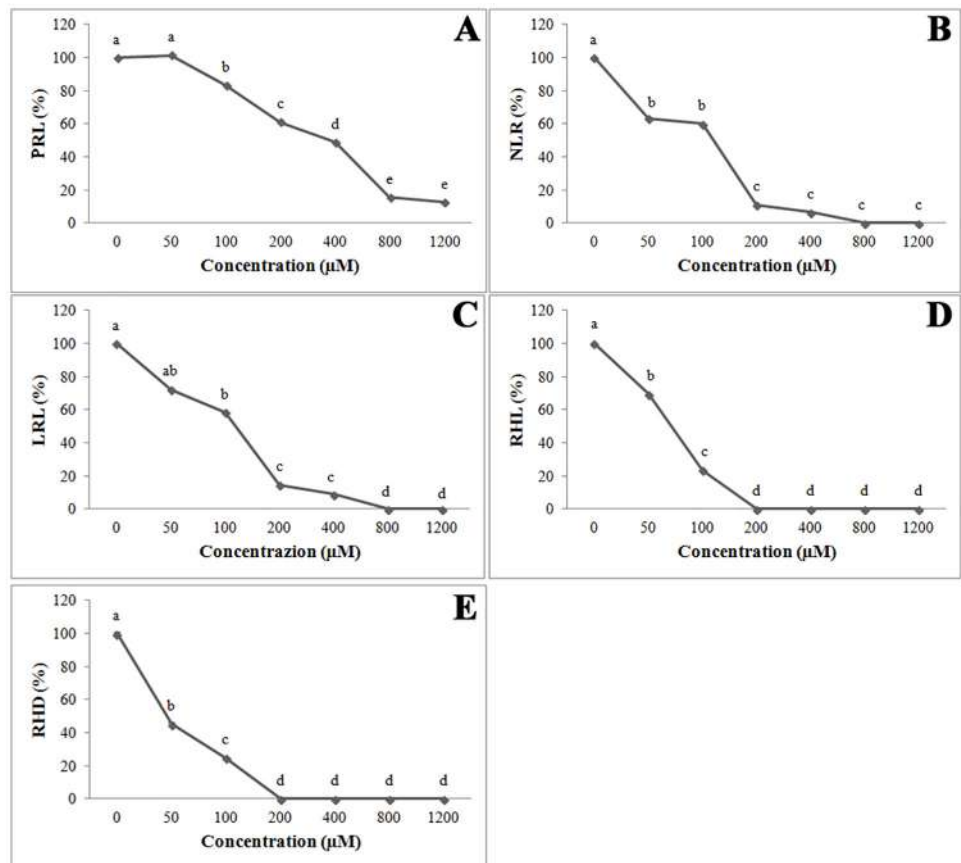 A
PRL (%)
120
100
80
60
40
20
0
a a b c d e e
0 50 100 200 400 800 1200
Concentration (µM)
B
NLR (%)
120
100
80
60
40
20
0
a b b c c c c
0 50 100 200 400 800 1200
Concentration (µM)
C
LRL (%)
120
100
80
60
40
20
0
a ab b c c d d
0 50 100 200 400 800 1200
Concentrazion (µM)
D
RHL (%)
120
100
80
60
40
20
0
a b c d d d d
0 50 100 200 400 800 1200
Concentration (µM)
E
RHD (%)
120
100
80
60
40
20
0
a b c d d d d
0 50 100 200 400 800 1200
Concentration (µM)